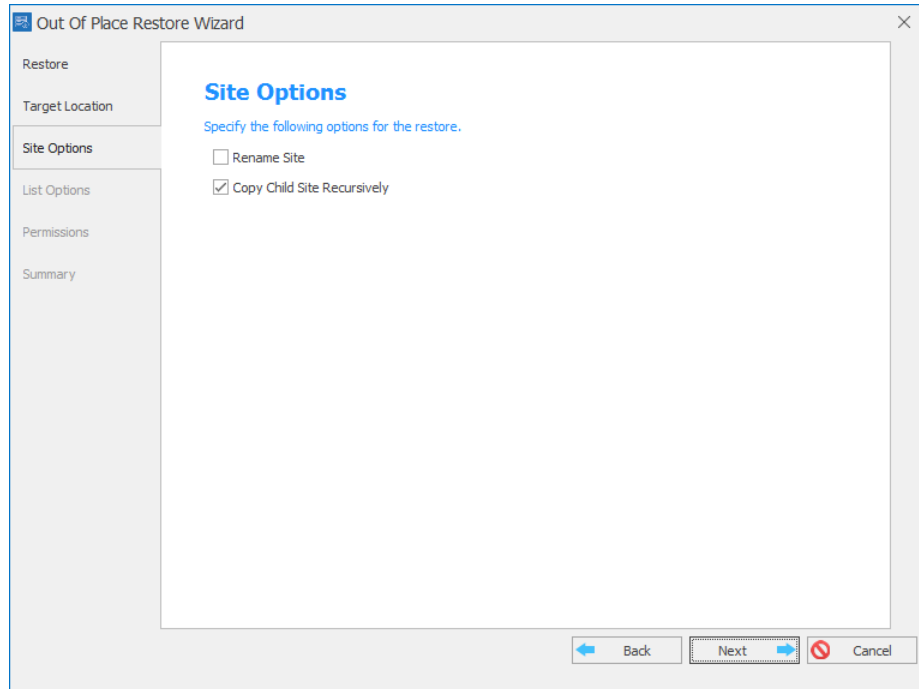 Out Of Place Restore Wizard
Restore
Target Location
Site Options
List Options
Permissions
Summary
Site Options
Specify the following options for the restore.
Rename Site
Copy Child Site Recursively
Back
Next
Cancel